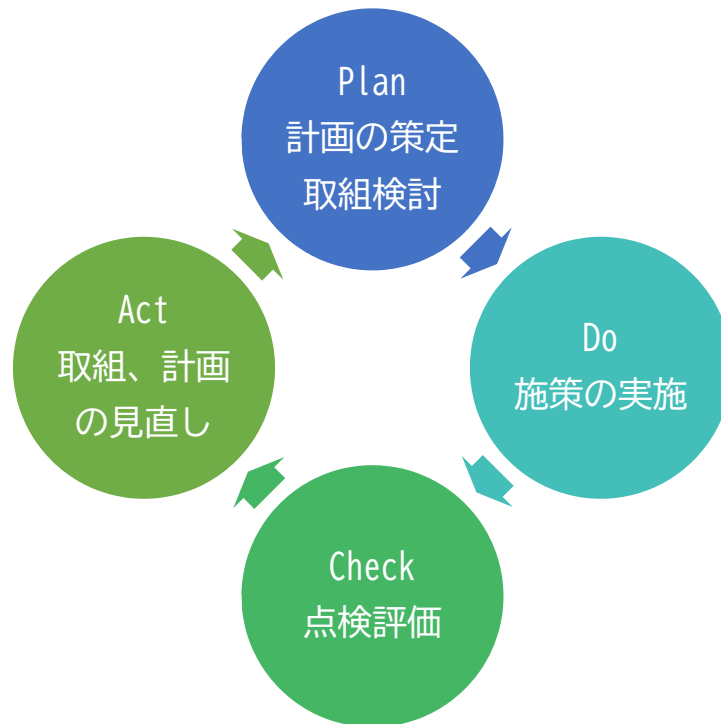 Plan
計画の策定
取組検討
Do
施策の実施
Check
点検評価
Act
取組、計画
の見直し